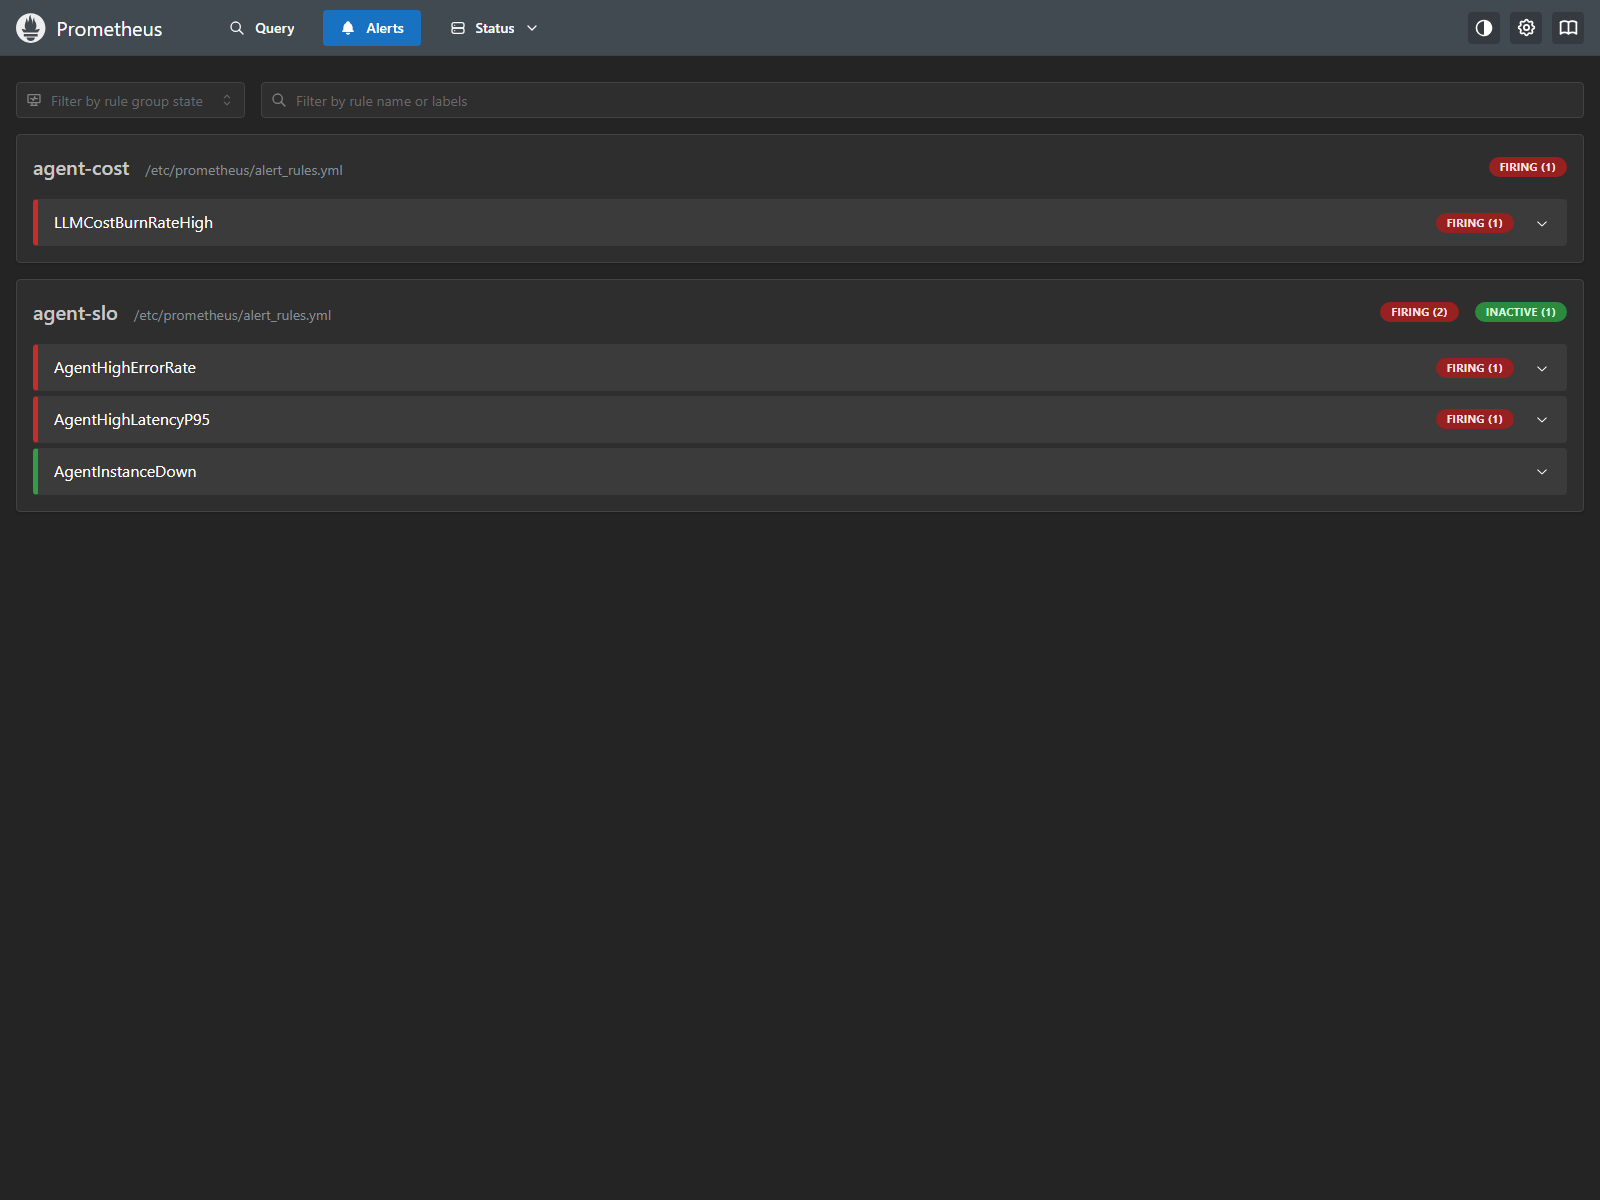 Prometheus Query Alerts Status
Filter by rule group state Filter by rule name or labels
agent-cost /etc/prometheus/alert_rules.yml FIRING (1)
LLMCostBurnRateHigh FIRING (1)
agent-slo /etc/prometheus/alert_rules.yml FIRING (2) INACTIVE (1)
AgentHighErrorRate FIRING (1)
AgentHighLatencyP95 FIRING (1)
AgentInstanceDown